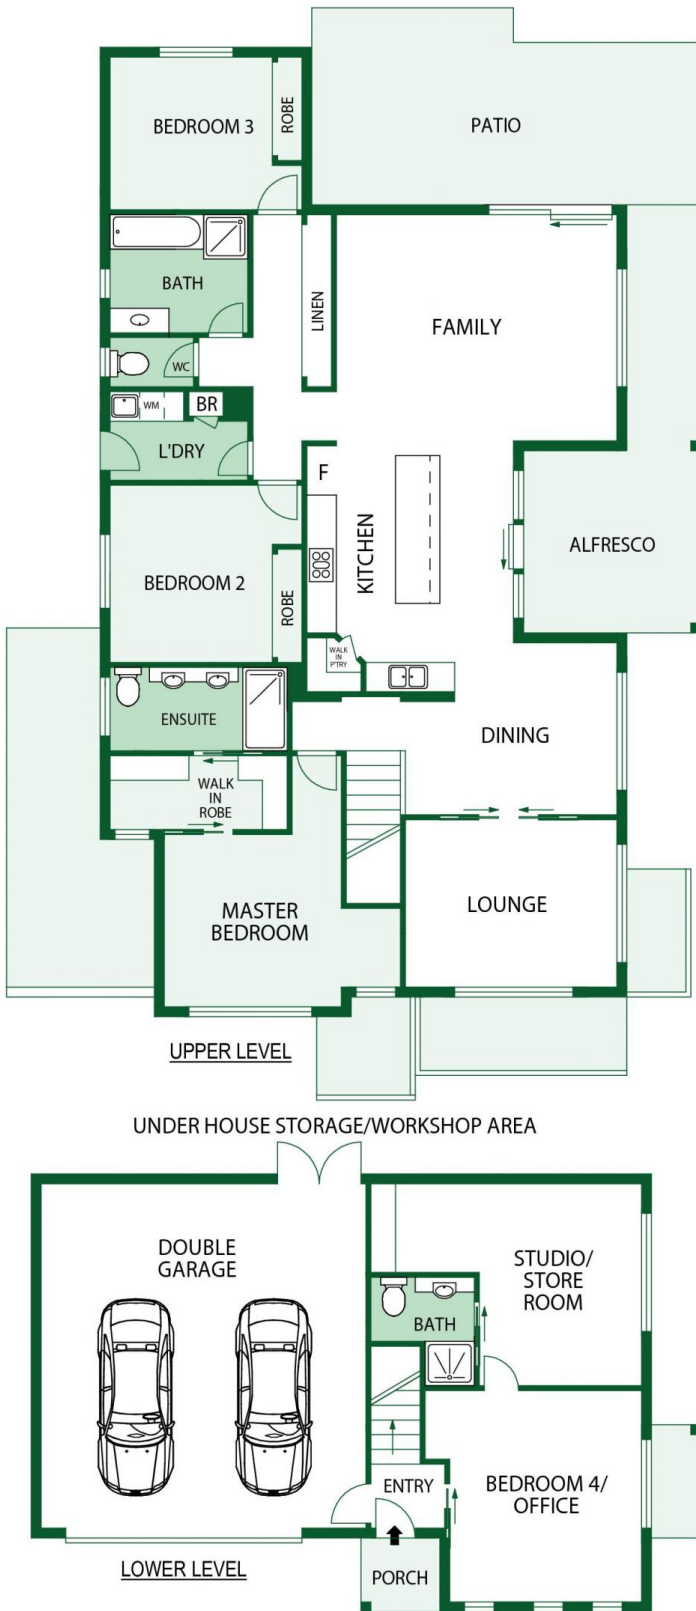 BEDROOM 3
ROBE
PATIO
BATH
LINEN
FAMILY
WC
WM
BR
L'DRY
F
KITCHEN
ALFRESCO
BEDROOM 2
ROBE
WALK
IN
P'TRY
ENSUITE
DINING
WALK
IN
ROBE
MASTER
BEDROOM
LOUNGE
UPPER LEVEL
UNDER HOUSE STORAGE/WORKSHOP AREA
DOUBLE
GARAGE
STUDIO/
STORE
ROOM
BATH
ENTRY
BEDROOM 4/
OFFICE
LOWER LEVEL
PORCH